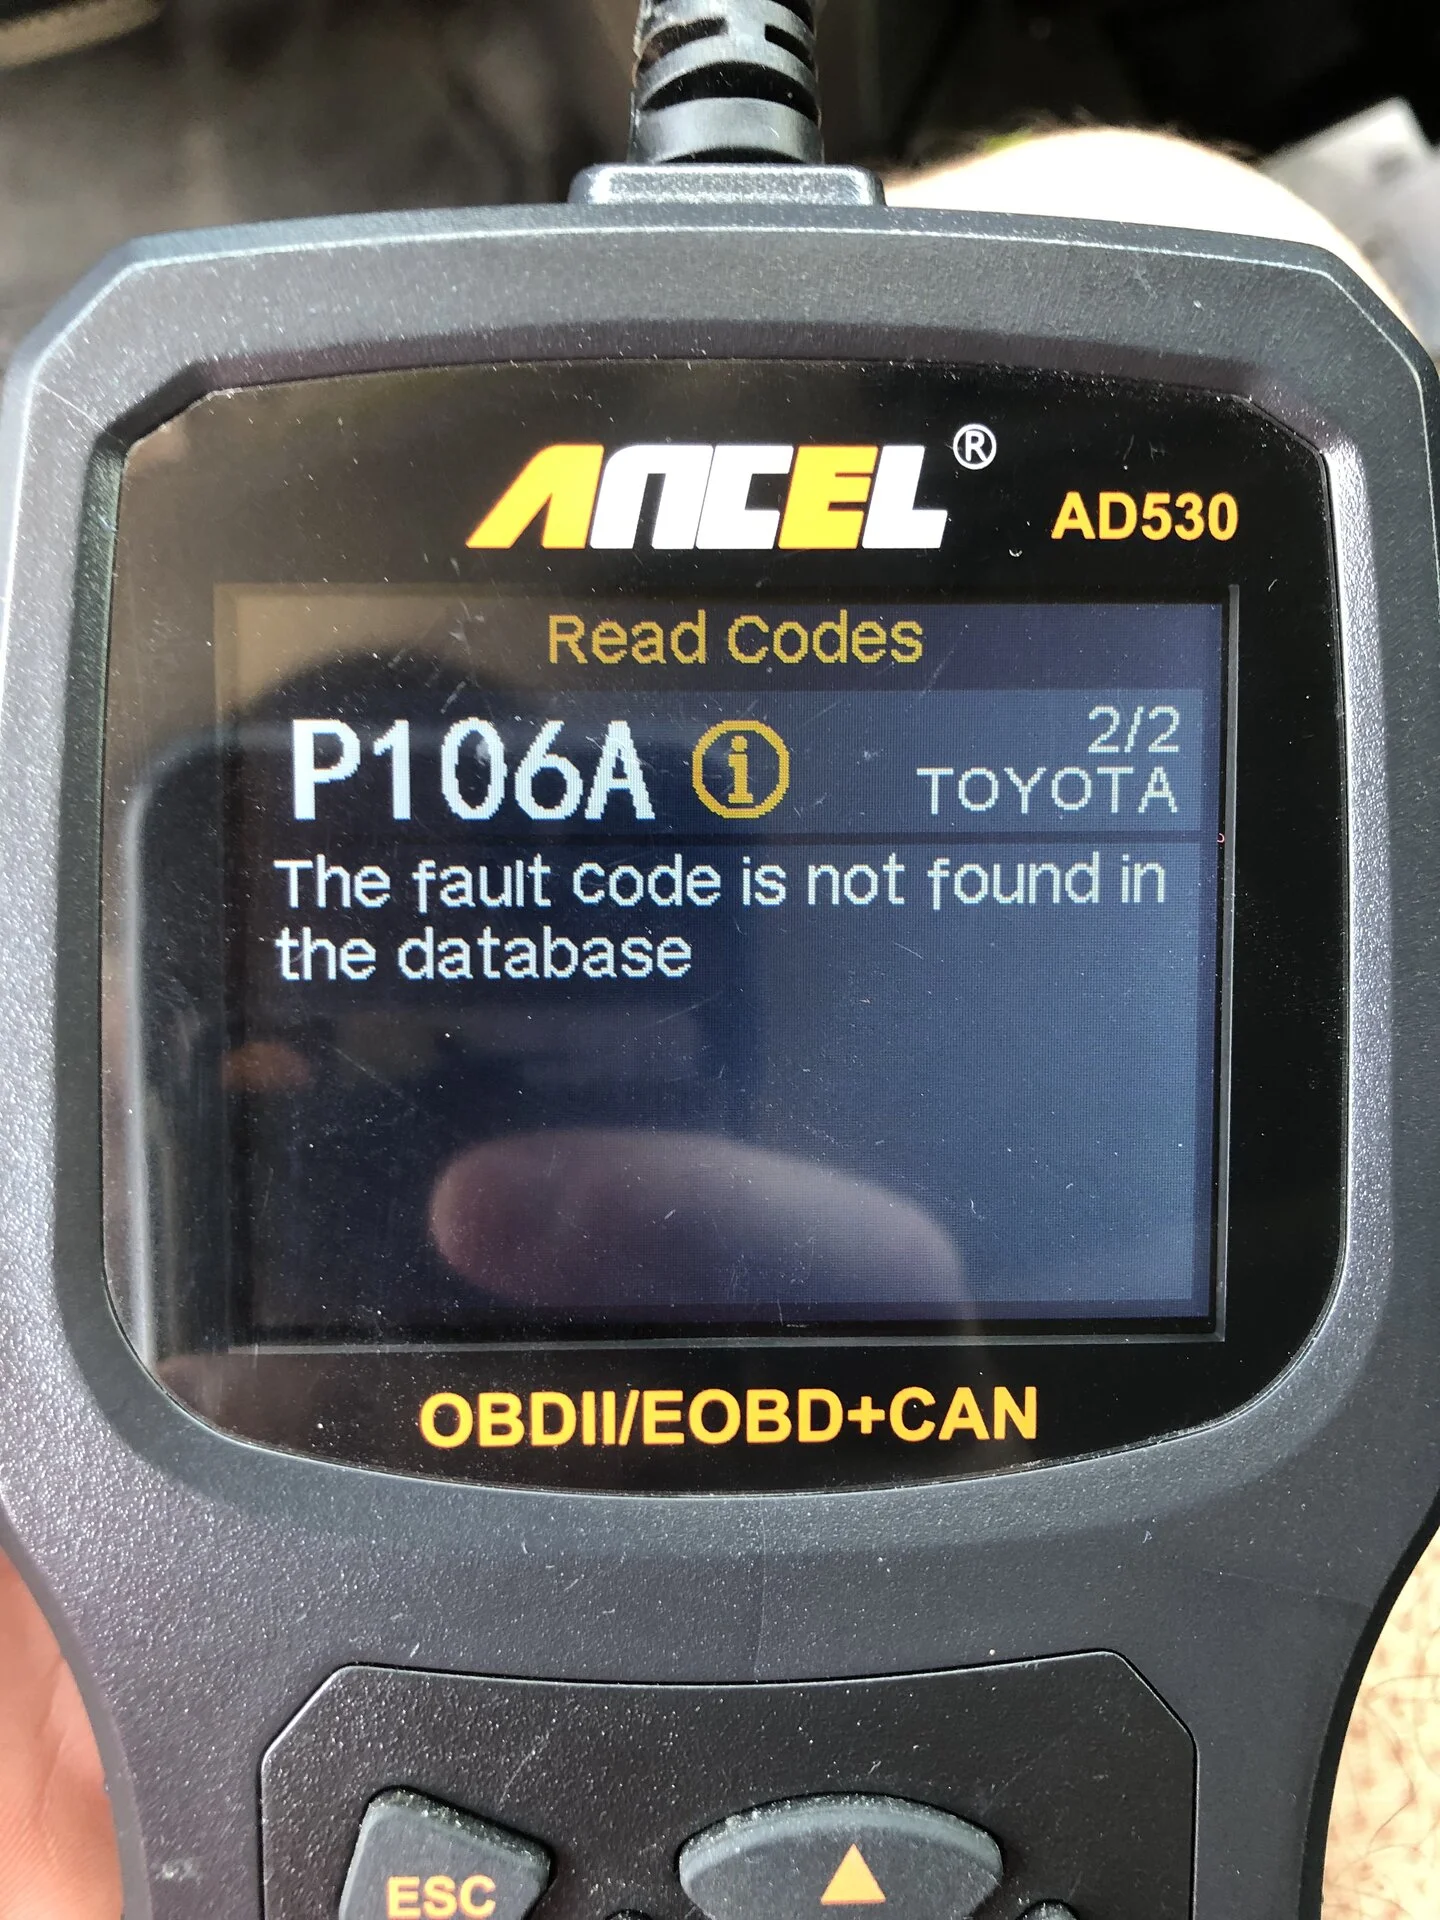 ANCEL®
AD530
Read Codes
P106A i 2/2
TOYOTA
The fault code is not found in
the database
OBDII/EOBD+CAN
ESC